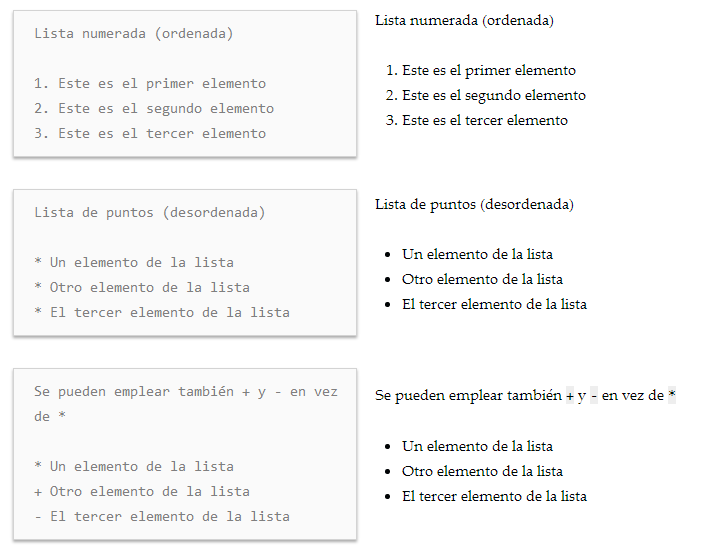 Lista numerada (ordenada)
1. Este es el primer elemento
2. Este es el segundo elemento
3. Este es el tercer elemento
Lista numerada (ordenada)
1. Este es el primer elemento
2. Este es el segundo elemento
3. Este es el tercer elemento
Lista de puntos (desordenada)
* Un elemento de la lista
* Otro elemento de la lista
* El tercer elemento de la lista
Lista de puntos (desordenada)
• Un elemento de la lista
• Otro elemento de la lista
• El tercer elemento de la lista
Se pueden emplear también + y - en vez
de *
* Un elemento de la lista
+ Otro elemento de la lista
- El tercer elemento de la lista
Se pueden emplear también + y - en vez de *
• Un elemento de la lista
• Otro elemento de la lista
• El tercer elemento de la lista